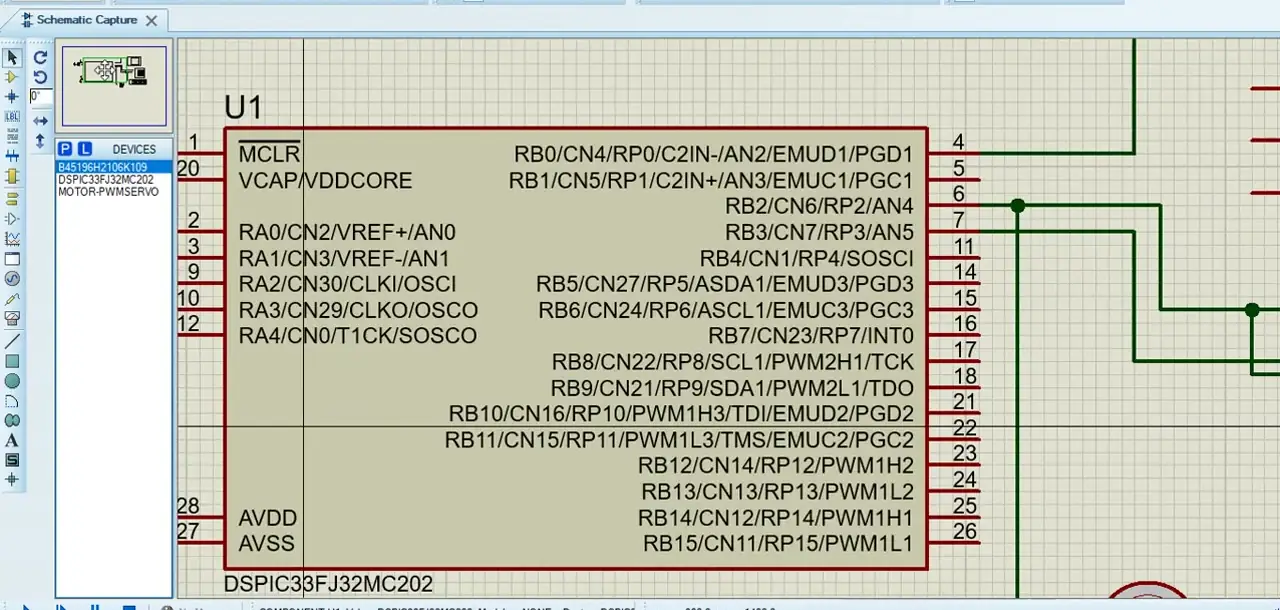 Schematic Capture
0°
LBL
P L DEVICES
B45196H2106K109
DSPIC33FJ32MC202
MOTOR-PWMSERVO
A
S
U1
1 MCLR
20 VCAP/VDDCORE
2 RA0/CN2/VREF+/AN0
3 RA1/CN3/VREF-/AN1
9 RA2/CN30/CLKI/OSCI
10 RA3/CN29/CLKO/OSCO
12 RA4/CN0/T1CK/SOSCO
28 AVDD
27 AVSS
RB0/CN4/RP0/C2IN-/AN2/EMUD1/PGD1 4
RB1/CN5/RP1/C2IN+/AN3/EMUC1/PGC1 5
RB2/CN6/RP2/AN4 6
RB3/CN7/RP3/AN5 7
RB4/CN1/RP4/SOSCI 11
RB5/CN27/RP5/ASDA1/EMUD3/PGD3 14
RB6/CN24/RP6/ASCL1/EMUC3/PGC3 15
RB7/CN23/RP7/INT0 16
RB8/CN22/RP8/SCL1/PWM2H1/TCK 17
RB9/CN21/RP9/SDA1/PWM2L1/TDO 18
RB10/CN16/RP10/PWM1H3/TDI/EMUD2/PGD2 21
RB11/CN15/RP11/PWM1L3/TMS/EMUC2/PGC2 22
RB12/CN14/RP12/PWM1H2 23
RB13/CN13/RP13/PWM1L2 24
RB14/CN12/RP14/PWM1H1 25
RB15/CN11/RP15/PWM1L1 26
DSPIC33FJ32MC202